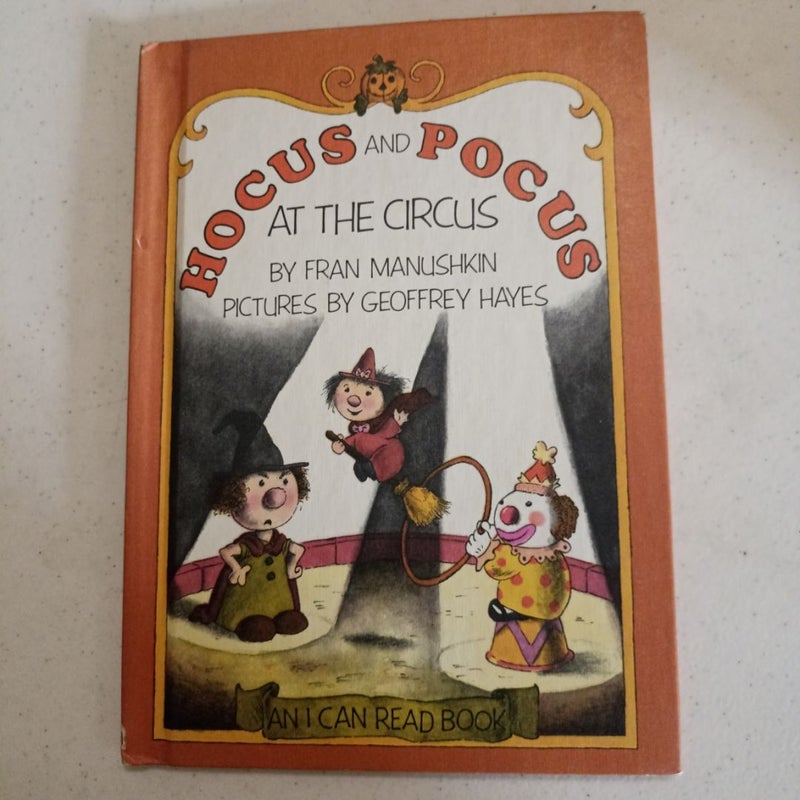 HOCUS AND POCUS
AT THE CIRCUS
BY FRAN MANUSHKIN
PICTURES BY GEOFFREY HAYES
AN I CAN READ BOOK